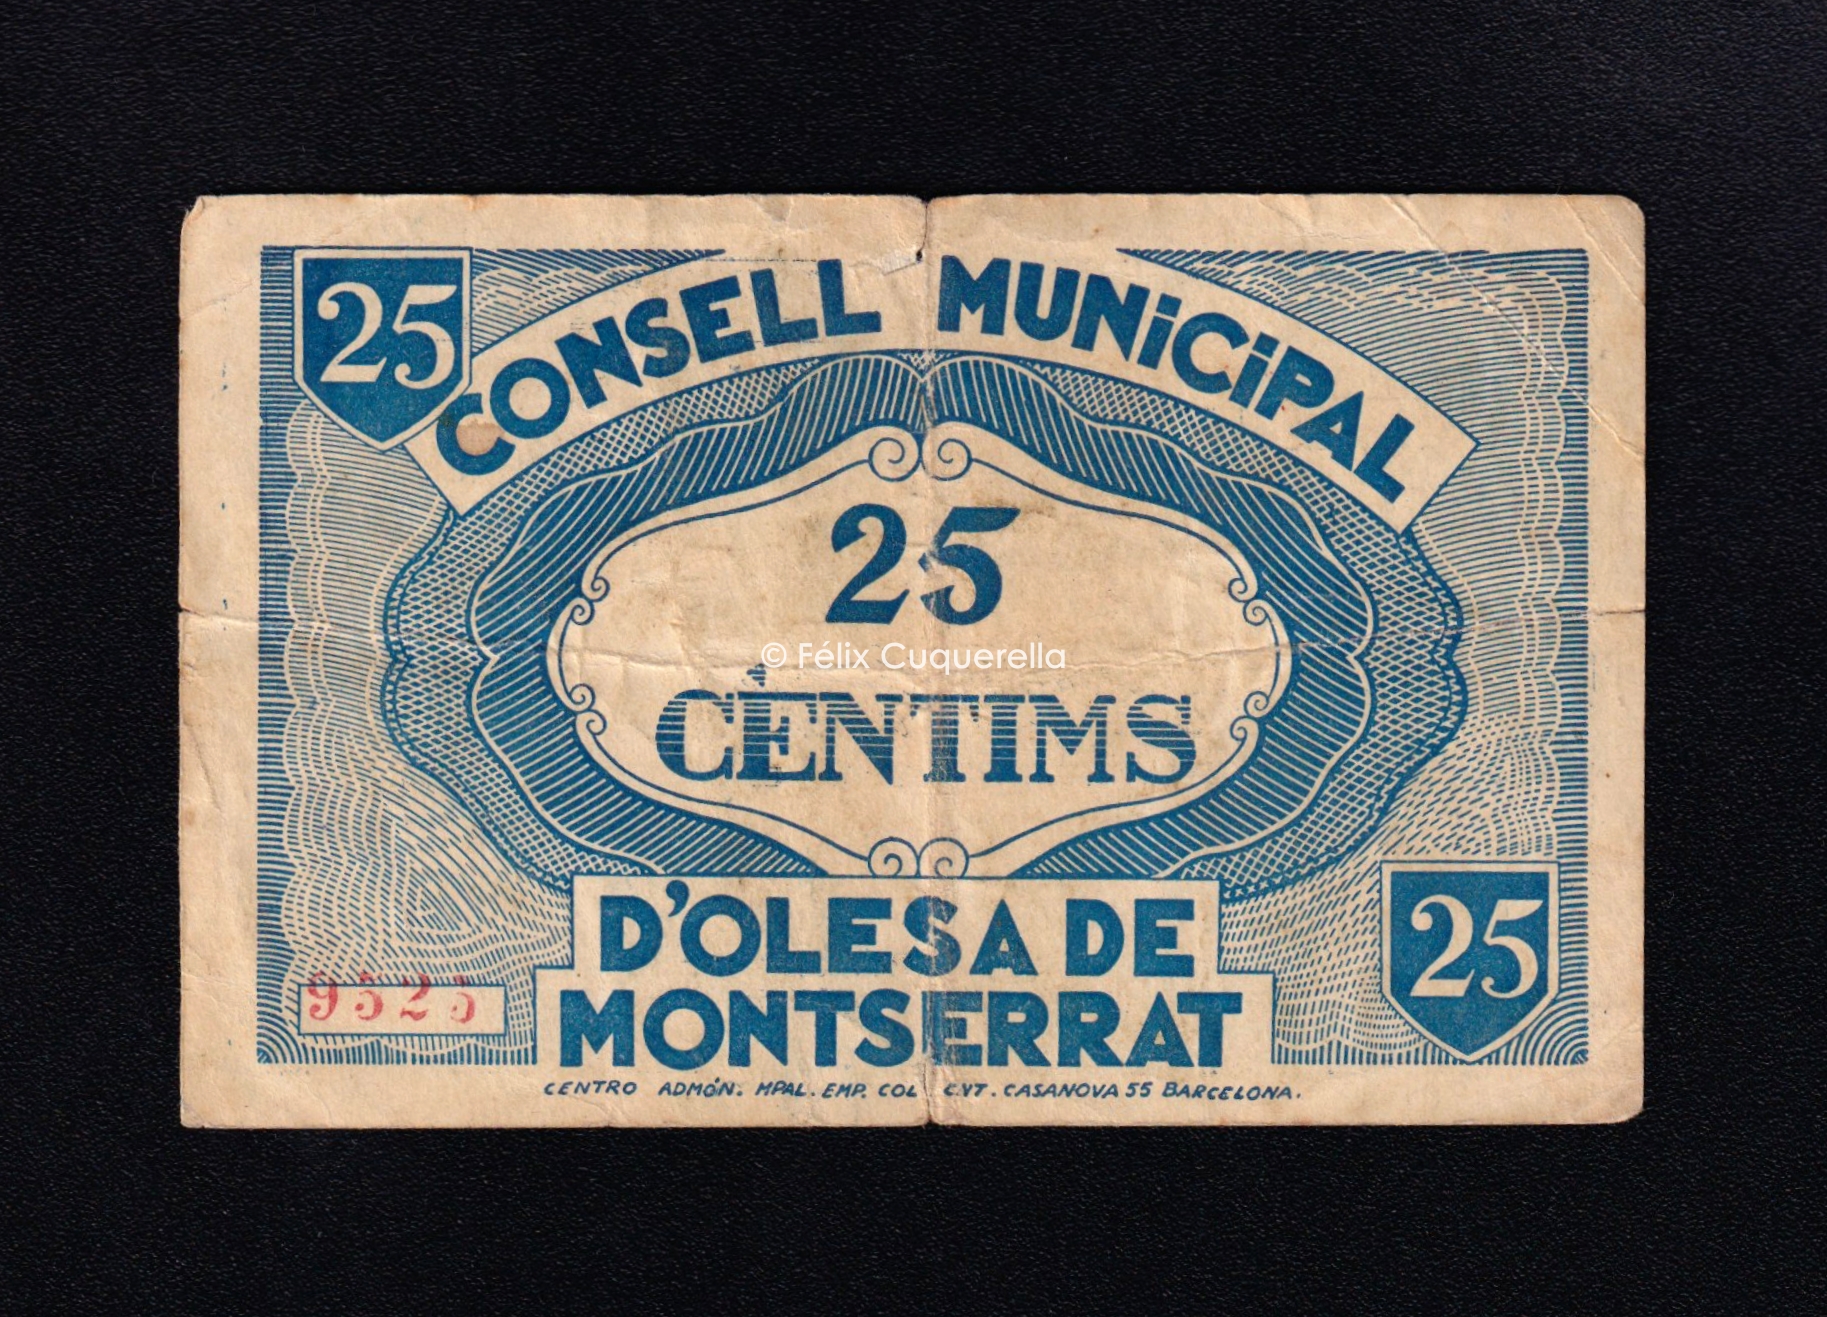 25
CONSELL MUNiCiPAL
25
© Félix Cuquerella
CÈNTIMS
D'OLESA DE
25
MONTSERRAT
CENTRO ADMÓN. MPAL. EMP. COL CNT. CASANOVA 55 BARCELONA.